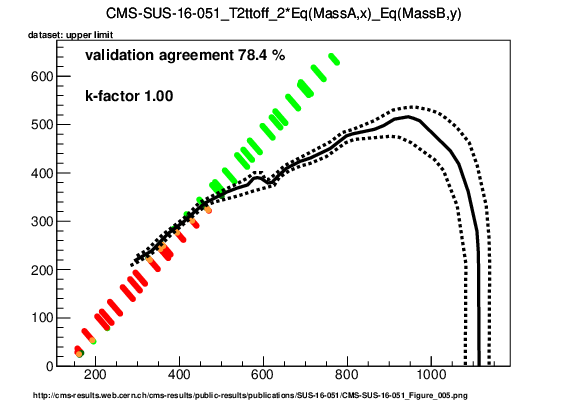 CMS-SUS-16-051_T2ttoff_2*Eq(MassA,x)_Eq(MassB,y)
dataset: upper limit
validation agreement 78.4 %
k-factor 1.00
600
500
400
300
200
100
0
200 400 600 800 1000
http://cms-results.web.cern.ch/cms-results/public-results/publications/SUS-16-051/CMS-SUS-16-051_Figure_005.png